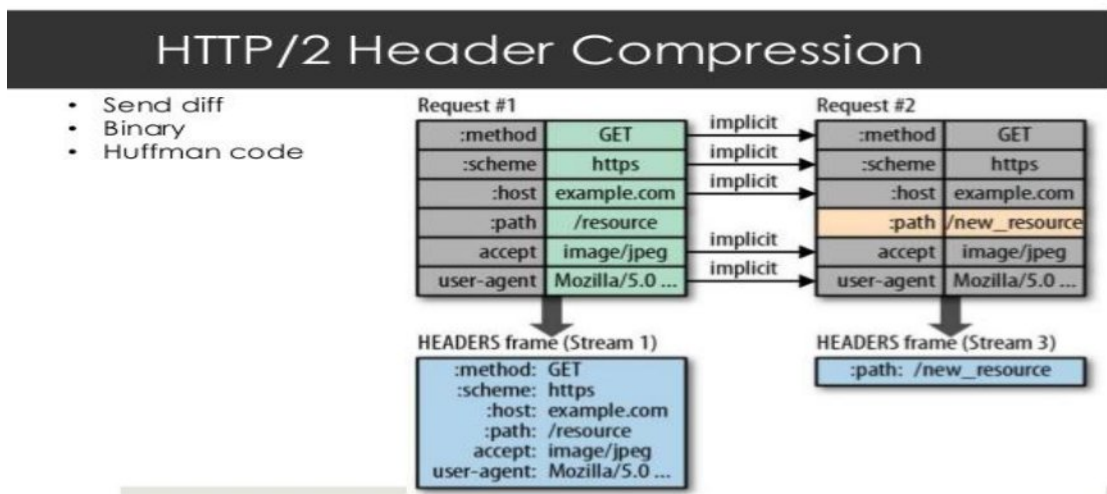 HTTP/2 Header Compression
• Send diff
• Binary
• Huffman code
Request #1
:method GET
:scheme https
:host example.com
:path /resource
accept image/jpeg
user-agent Mozilla/5.0 ...
implicit
implicit
implicit
implicit
implicit
Request #2
:method GET
:scheme https
:host example.com
:path /new_resource
accept image/jpeg
user-agent Mozilla/5.0 ...
HEADERS frame (Stream 1)
:method: GET
:scheme: https
:host: example.com
:path: /resource
accept: image/jpeg
user-agent: Mozilla/5.0 ...
HEADERS frame (Stream 3)
:path: /new_resource